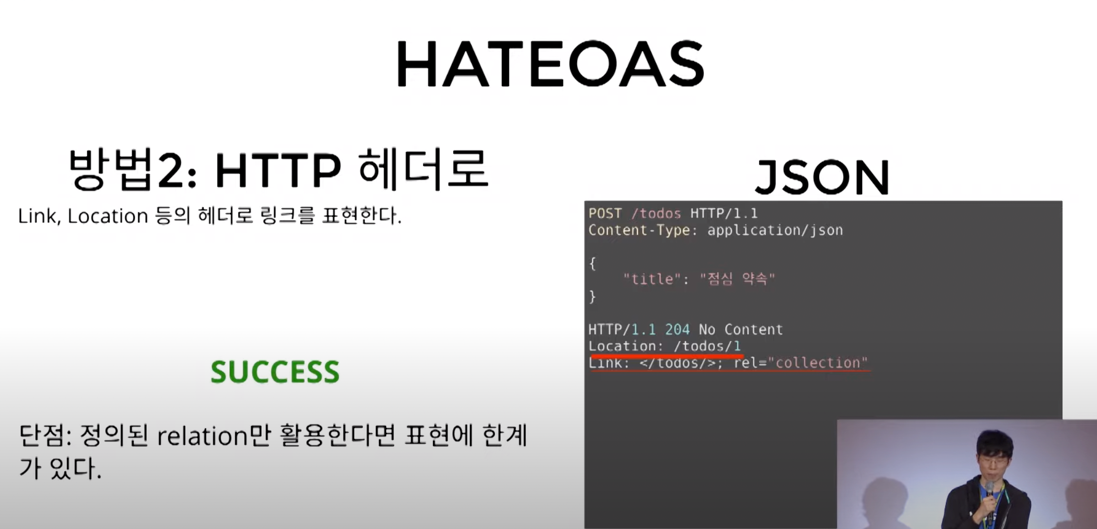 HATEOAS
방법2: HTTP 헤더로
Link, Location 등의 헤더로 링크를 표현한다.
SUCCESS
단점: 정의된 relation만 활용한다면 표현에 한계
가 있다.
JSON
POST /todos HTTP/1.1
Content-Type: application/json
{
"title": "점심 약속"
}
HTTP/1.1 204 No Content
Location: /todos/1
Link: </todos/>; rel="collection"